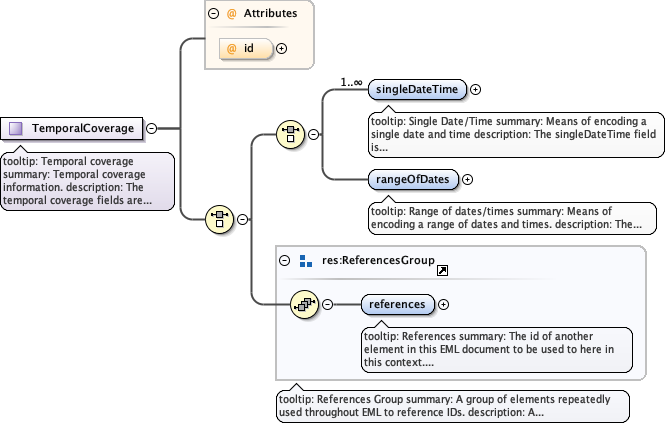 @ Attributes
@ id
1..∞
singleDateTime
tooltip: Single Date/Time summary: Means of encoding a
single date and time description: The singleDateTime field
is...
TemporalCoverage
tooltip: Temporal coverage
summary: Temporal coverage
information. description: The
temporal coverage fields are...
rangeOfDates
tooltip: Range of dates/times summary: Means of
encoding a range of dates and times. description: The...
res:ReferencesGroup
references
tooltip: References summary: The id of another
element in this EML document to be used to here in
this context....
tooltip: References Group summary: A group of elements repeatedly
used throughout EML to reference IDs. description: A...